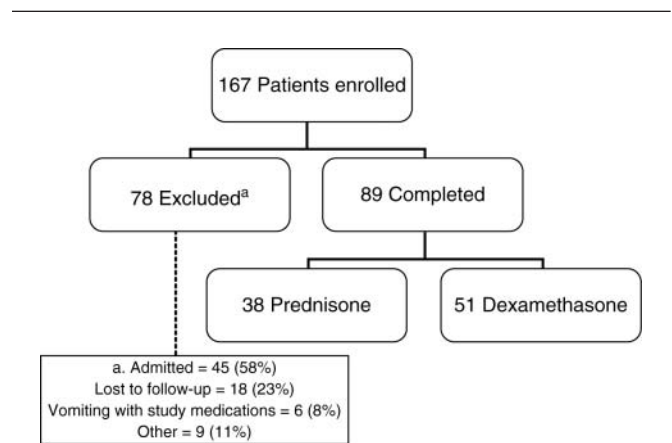 167 Patients enrolled
78 Excludedᵃ
89 Completed
38 Prednisone
51 Dexamethasone
a. Admitted = 45 (58%)
Lost to follow-up = 18 (23%)
Vomiting with study medications = 6 (8%)
Other = 9 (11%)